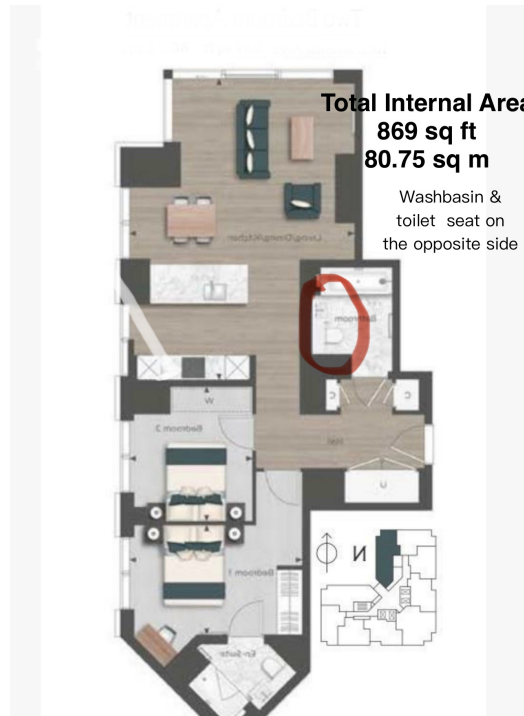 Total Internal Area
869 sq ft
80.75 sq m
Washbasin &
toilet seat on
the opposite side
Living/Dining/Kitchen
Bathroom
W
C
C
Bedroom 2
Hall
U
N
Bedroom 1
En-Suite